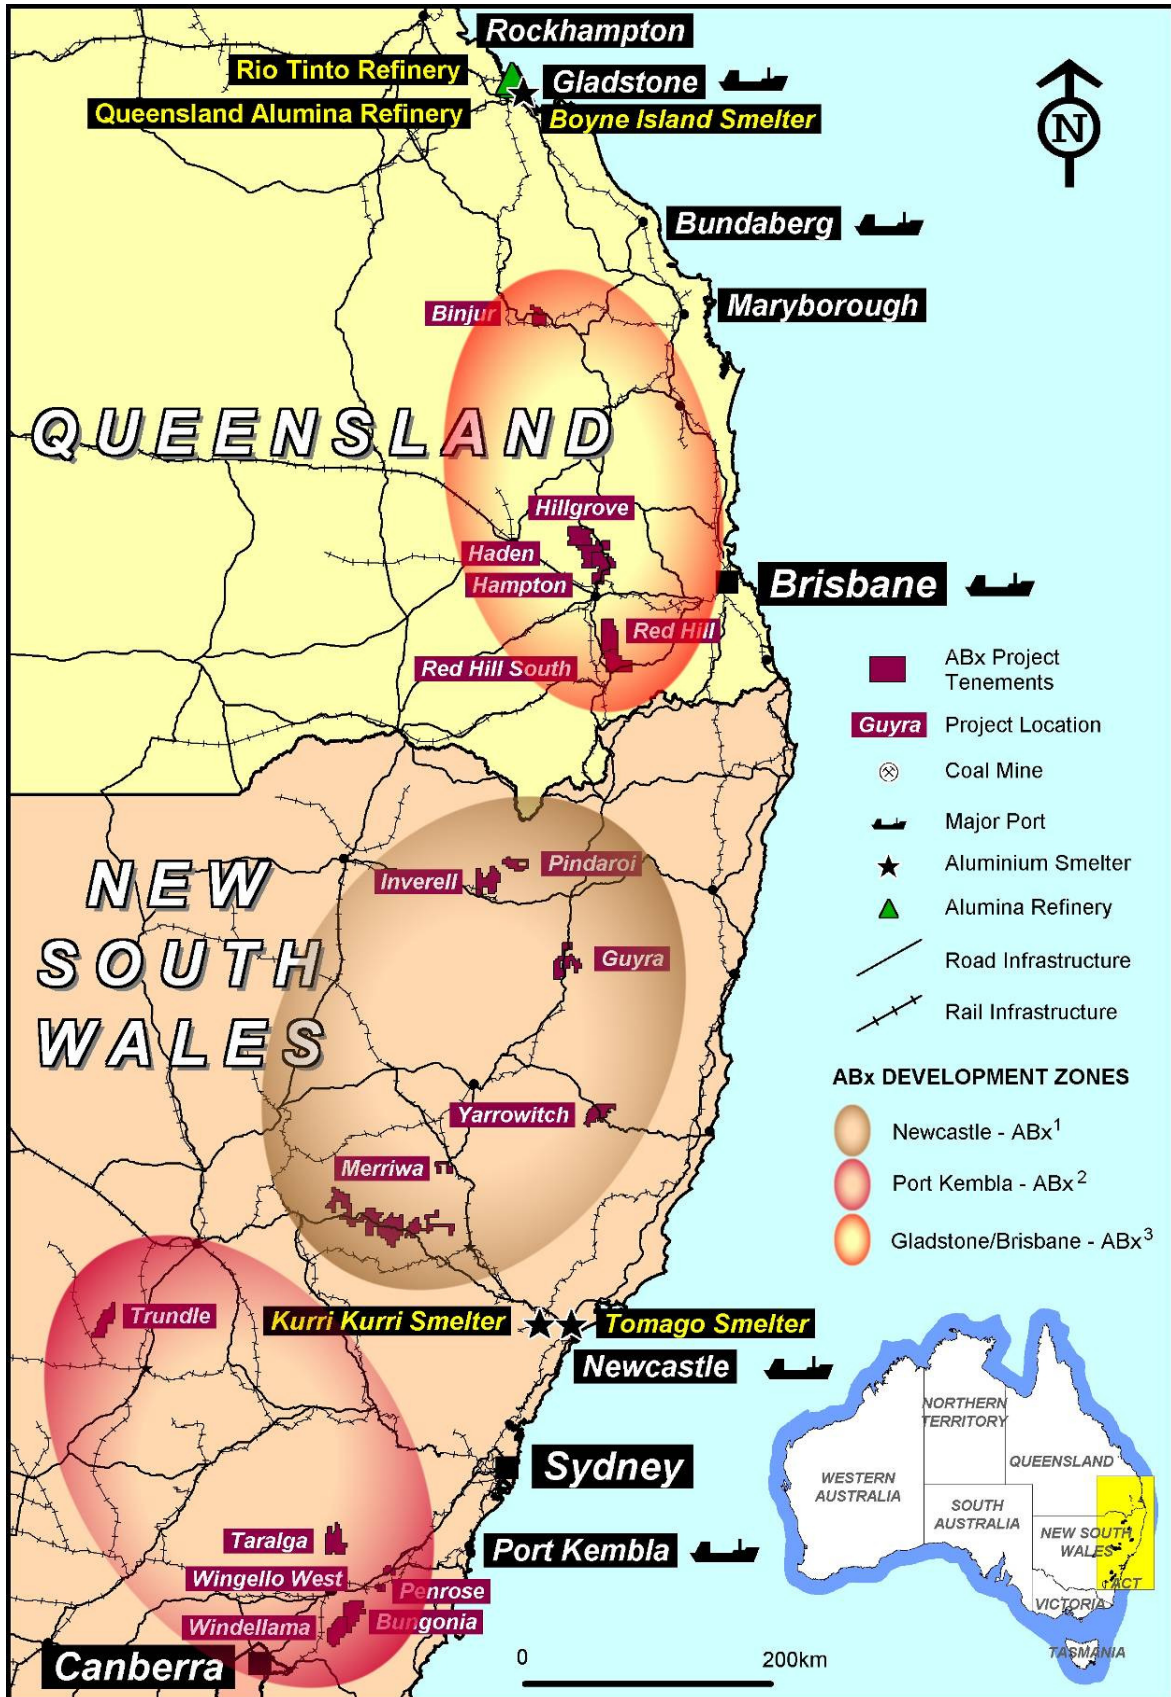 Rockhampton
Rio Tinto Refinery
Gladstone
Queensland Alumina Refinery
Boyne Island Smelter
N
Bundaberg
Maryborough
Binjur
QUEENSLAND
Hillgrove
Haden
Hampton
Brisbane
Red Hill
Red Hill South
ABx Project
Tenements
Guyra
Project Location
Coal Mine
Major Port
Aluminium Smelter
Alumina Refinery
Road Infrastructure
Rail Infrastructure
NEW
SOUTH
WALES
Pindaroi
Inverell
Guyra
Yarrowitch
Merriwa
ABx DEVELOPMENT ZONES
Newcastle - ABx¹
Port Kembla - ABx²
Gladstone/Brisbane - ABx³
Trundle
Kurri Kurri Smelter
Tomago Smelter
Newcastle
Sydney
Port Kembla
Taralga
Wingello West
Penrose
Bungonia
Windellama
Canberra
0
200km
NORTHERN
TERRITORY
QUEENSLAND
WESTERN
AUSTRALIA
SOUTH
AUSTRALIA
NEW SOUTH
WALES
ACT
VICTORIA
TASMANIA